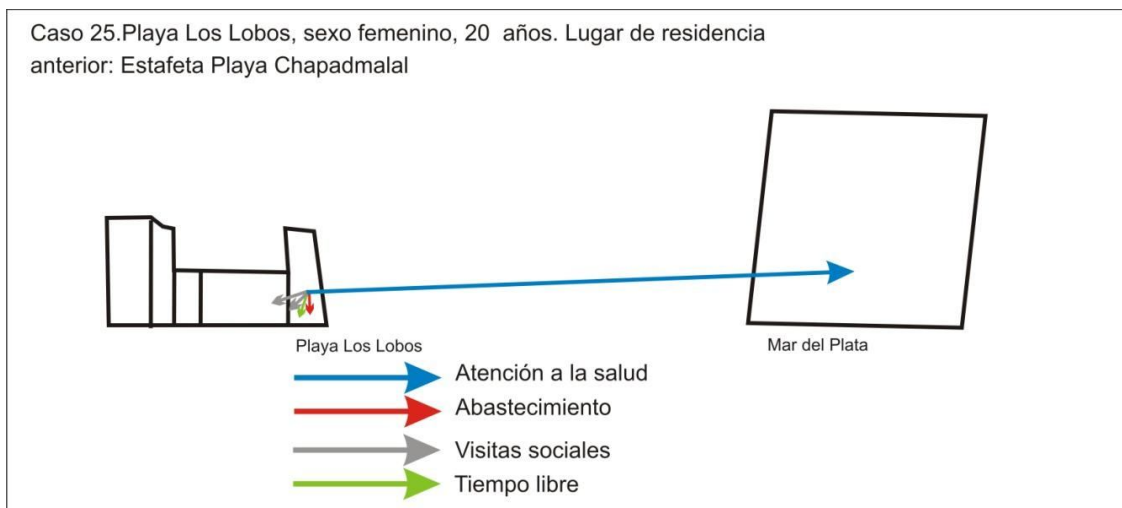 Caso 25.Playa Los Lobos, sexo femenino, 20 años. Lugar de residencia
anterior: Estafeta Playa Chapadmalal
Playa Los Lobos
Mar del Plata
Atención a la salud
Abastecimiento
Visitas sociales
Tiempo libre